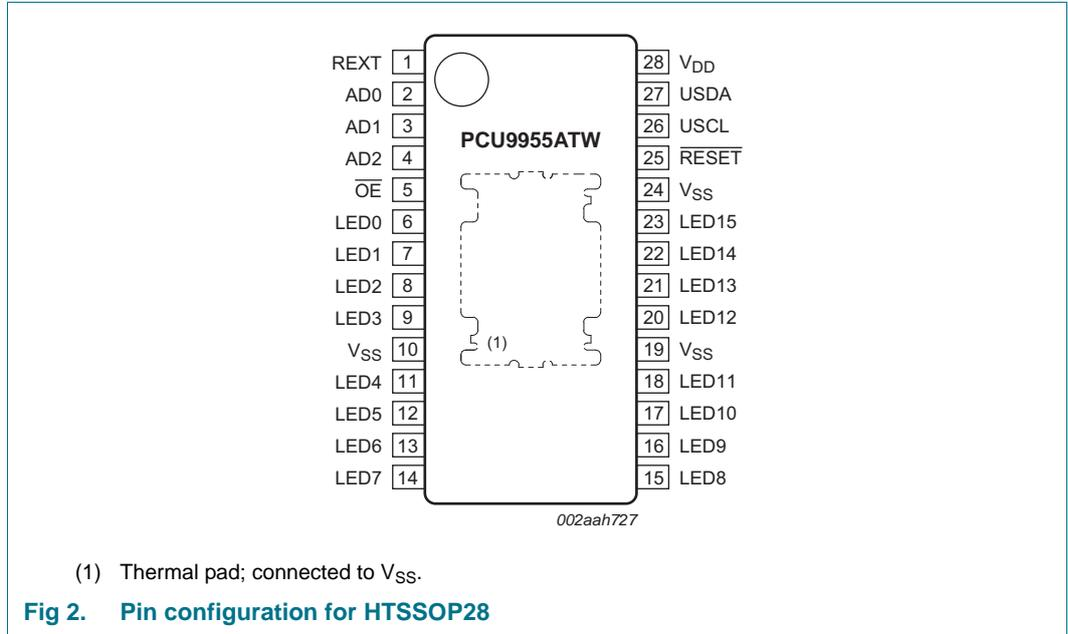 REXT 1 28 VDD
AD0 2 27 USDA
AD1 3 26 USCL
PCU9955ATW
AD2 4 25 RESET
OE 5 24 VSS
LED0 6 23 LED15
LED1 7 22 LED14
LED2 8 21 LED13
LED3 9 20 LED12
(1)
VSS 10 19 VSS
LED4 11 18 LED11
LED5 12 17 LED10
LED6 13 16 LED9
LED7 14 15 LED8
002aah727
(1) Thermal pad; connected to VSS.
Fig 2. Pin configuration for HTSSOP28